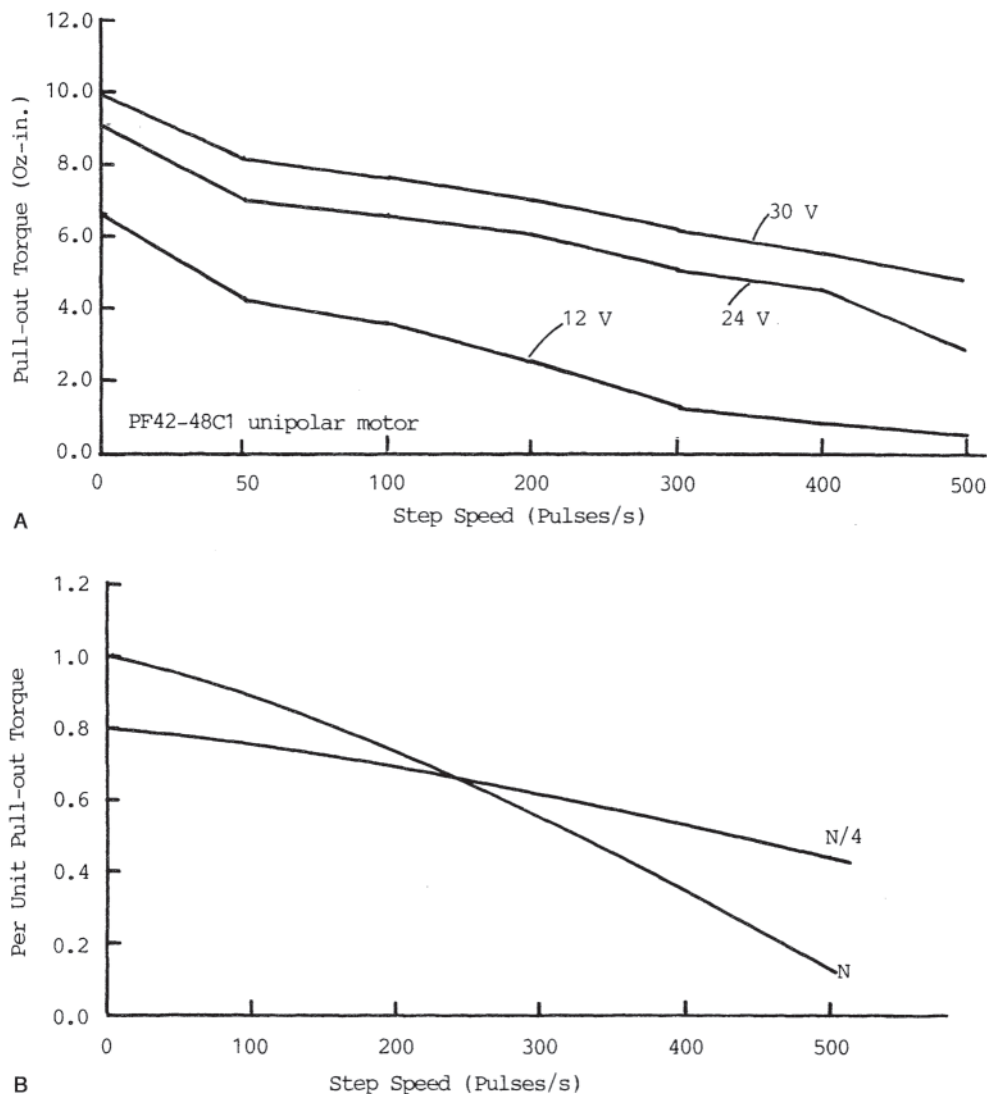 12.0
10.0
8.0
6.0
4.0
2.0
0.0
Pull-out Torque (Oz-in.)
30 V
12 V
24 V
PF42-48C1 unipolar motor
0 50 100 200 300 400 500
Step Speed (Pulses/s)
A
1.2
1.0
0.8
0.6
0.4
0.2
0.0
Per Unit Pull-out Torque
N/4
N
0 100 200 300 400 500
Step Speed (Pulses/s)
B